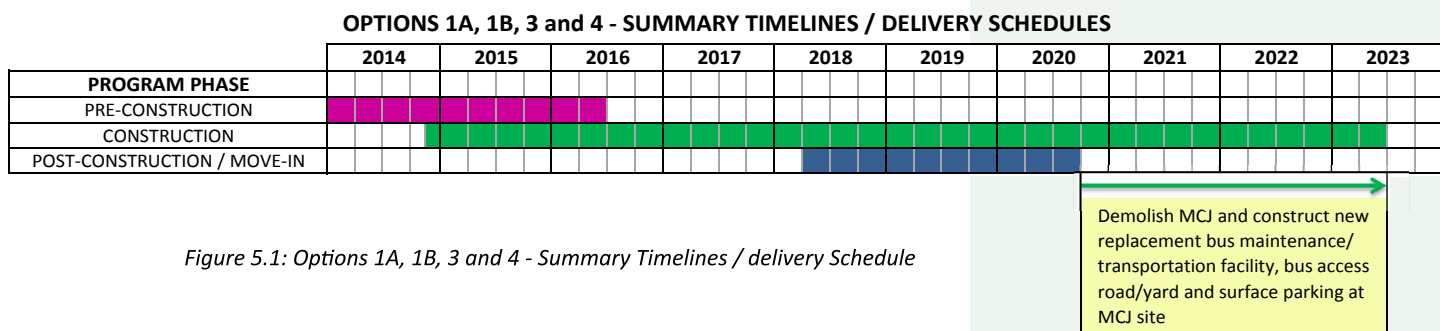 OPTIONS 1A, 1B, 3 and 4 - SUMMARY TIMELINES / DELIVERY SCHEDULES
2014 2015 2016 2017 2018 2019 2020 2021 2022 2023
PROGRAM PHASE
PRE-CONSTRUCTION
CONSTRUCTION
POST-CONSTRUCTION / MOVE-IN
Demolish MCJ and construct new
replacement bus maintenance/
transportation facility, bus access
road/yard and surface parking at
MCJ site
Figure 5.1: Options 1A, 1B, 3 and 4 - Summary Timelines / delivery Schedule